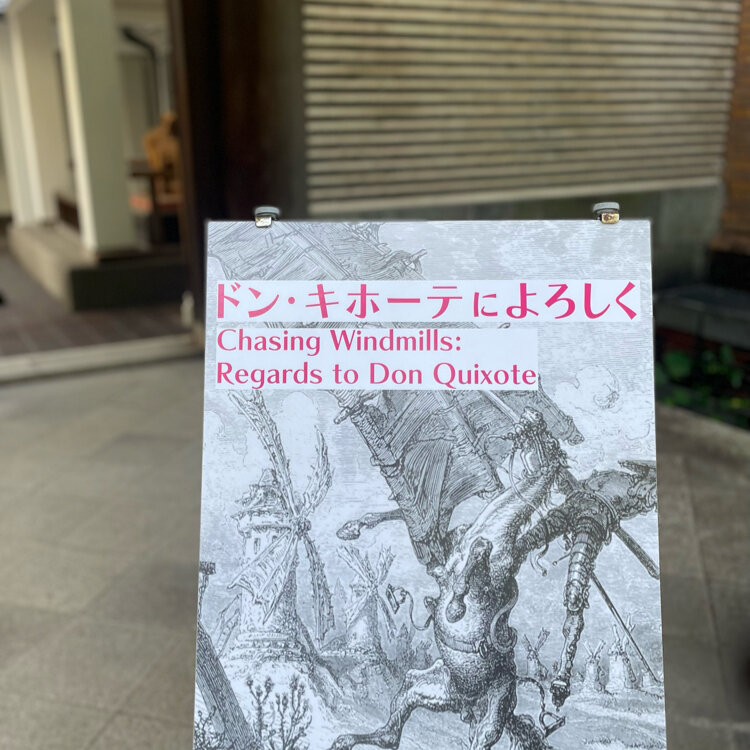 ドン・キホーテによろしく
Chasing Windmills:
Regards to Don Quixote